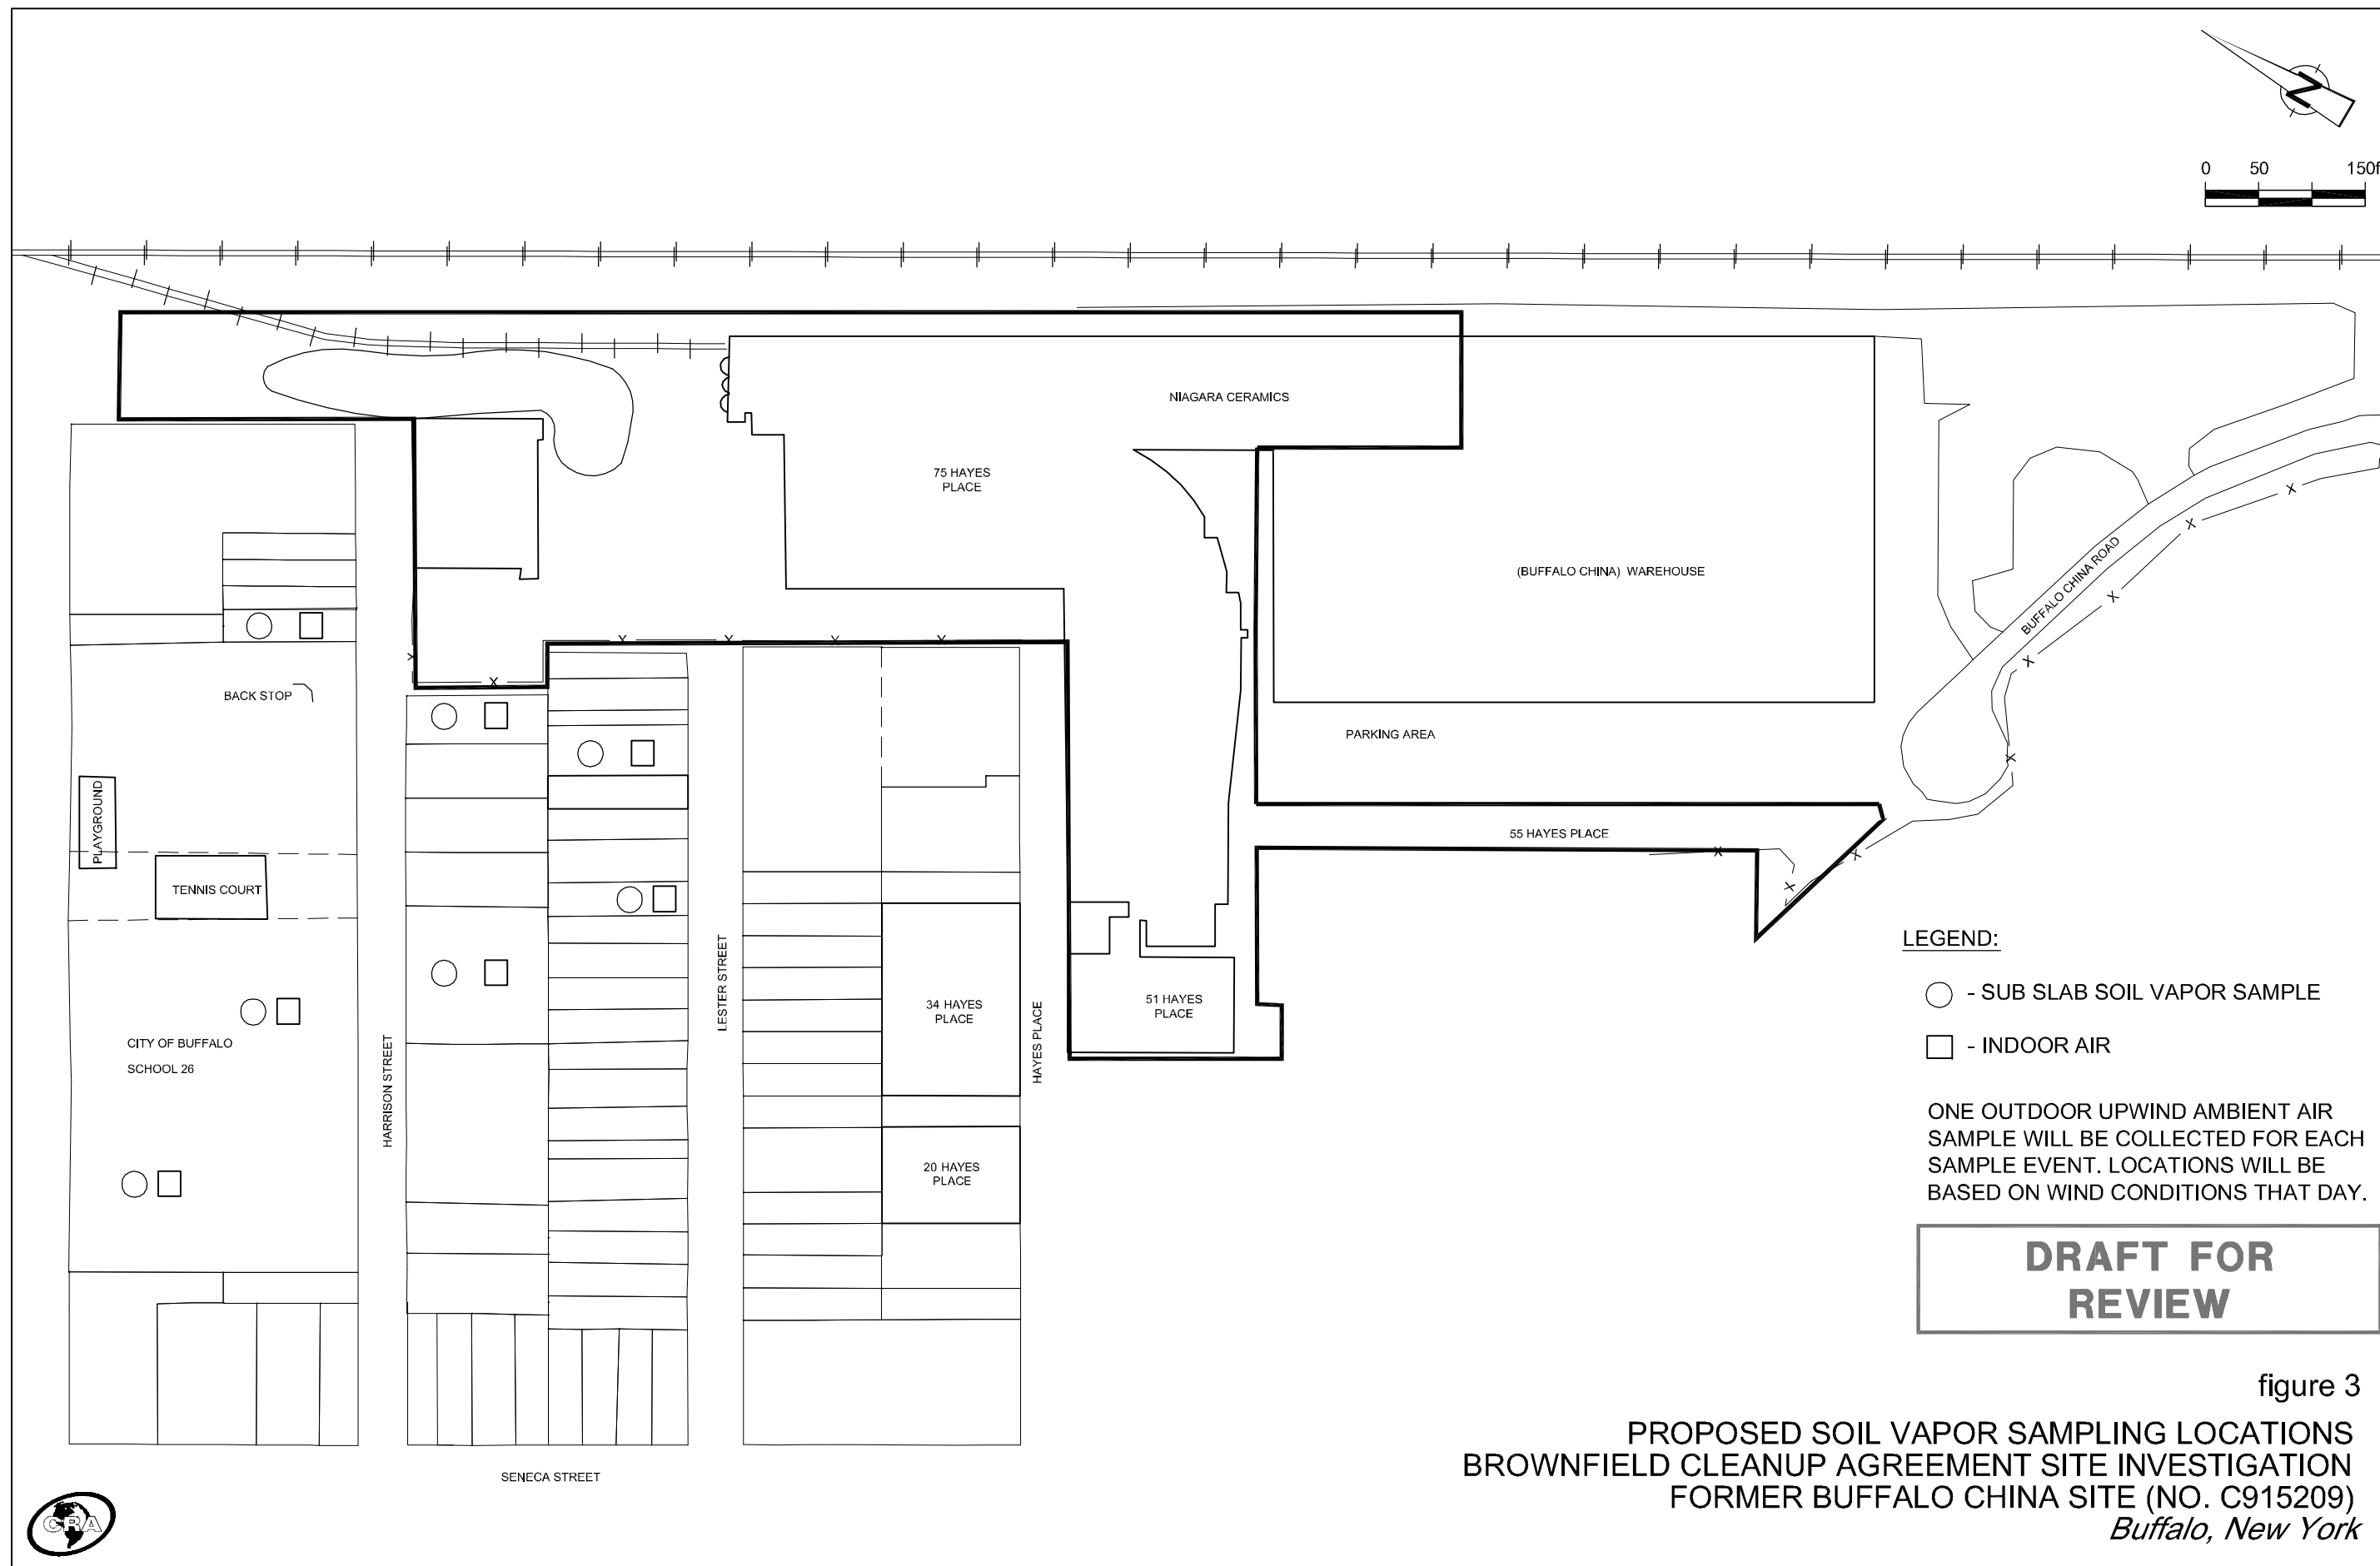 N
0 50 150f
NIAGARA CERAMICS
75 HAYES
PLACE
(BUFFALO CHINA) WAREHOUSE
BUFFALO CHINA ROAD
BACK STOP
PARKING AREA
PLAYGROUND
TENNIS COURT
55 HAYES PLACE
LESTER STREET
34 HAYES
PLACE
51 HAYES
PLACE
HAYES PLACE
CITY OF BUFFALO
SCHOOL 26
HARRISON STREET
20 HAYES
PLACE
SENECA STREET
LEGEND:
- SUB SLAB SOIL VAPOR SAMPLE
- INDOOR AIR
ONE OUTDOOR UPWIND AMBIENT AIR
SAMPLE WILL BE COLLECTED FOR EACH
SAMPLE EVENT. LOCATIONS WILL BE
BASED ON WIND CONDITIONS THAT DAY.
DRAFT FOR
REVIEW
figure 3
PROPOSED SOIL VAPOR SAMPLING LOCATIONS
BROWNFIELD CLEANUP AGREEMENT SITE INVESTIGATION
FORMER BUFFALO CHINA SITE (NO. C915209)
Buffalo, New York
CRA